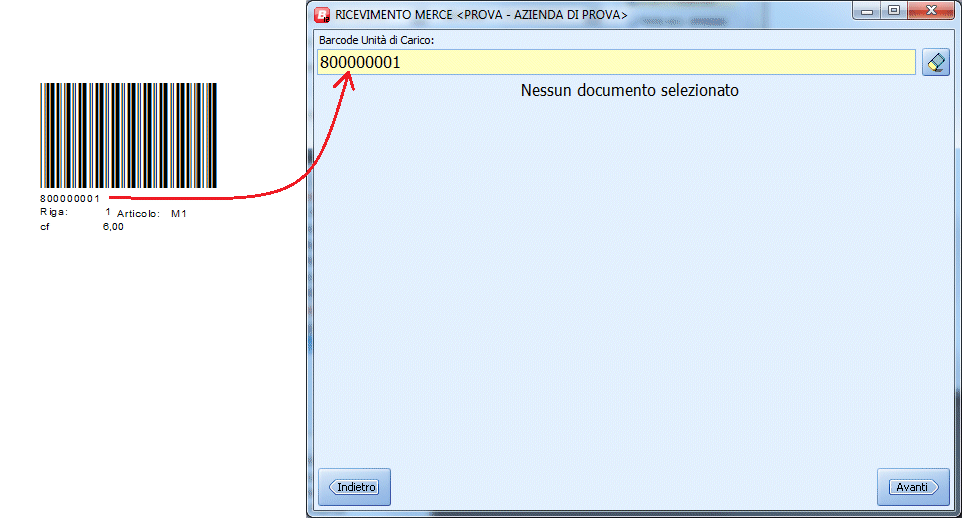 RICEVIMENTO MERCE <PROVA - AZIENDA DI PROVA>
Barcode Unità di Carico:
800000001
Nessun documento selezionato
800000001
Riga: 1 Articolo: M1
cf 6,00
Indietro
Avanti